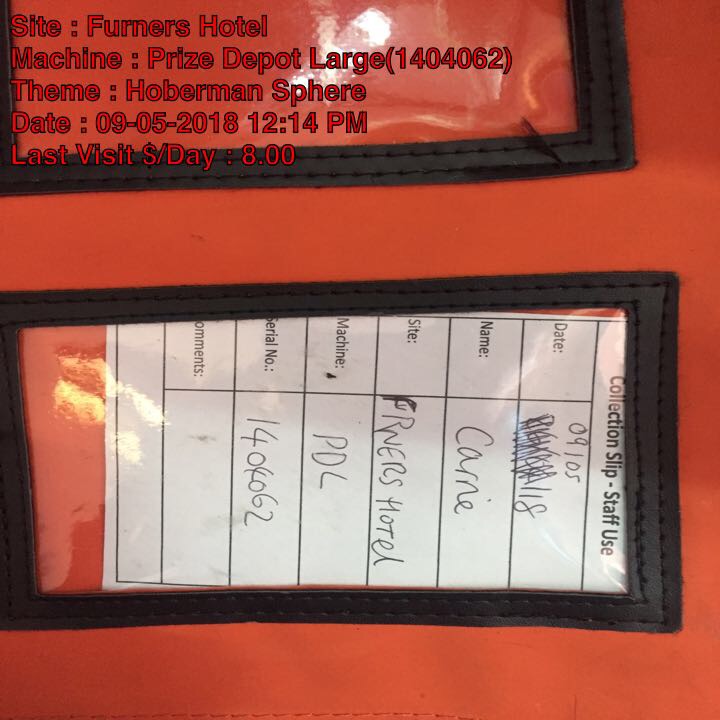 Site : Furners Hotel
Machine : Prize Depot Large(1404062)
Theme : Hoberman Sphere
Date : 09-05-2018 12:14 PM
Last Visit $/Day : 8.00
Collection Slip - Staff Use
Date: 09/05 /18
Name: Carrie
Site: FRNERS HOTEl
Machine: PDL
Serial No.: 1404062
omments: